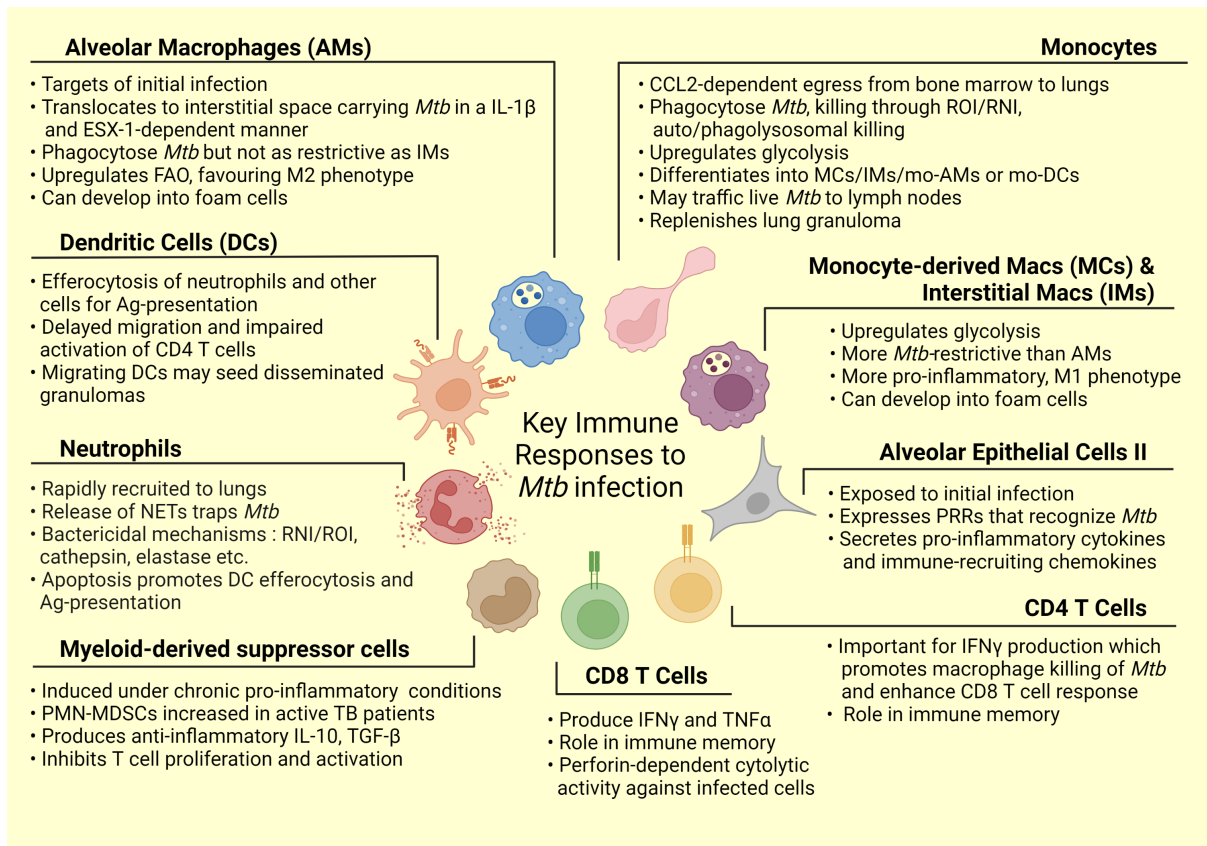 Alveolar Macrophages (AMs)
• Targets of initial infection
• Translocates to interstitial space carrying Mtb in a IL-1β
and ESX-1-dependent manner
• Phagocytose Mtb but not as restrictive as IMs
• Upregulates FAO, favouring M2 phenotype
• Can develop into foam cells
Monocytes
• CCL2-dependent egress from bone marrow to lungs
• Phagocytose Mtb, killing through ROI/RNI,
auto/phagolysosomal killing
• Upregulates glycolysis
• Differentiates into MCs/IMs/mo-AMs or mo-DCs
• May traffic live Mtb to lymph nodes
• Replenishes lung granuloma
Dendritic Cells (DCs)
• Efferocytosis of neutrophils and other
cells for Ag-presentation
• Delayed migration and impaired
activation of CD4 T cells
• Migrating DCs may seed disseminated
granulomas
Monocyte-derived Macs (MCs) &
Interstitial Macs (IMs)
• Upregulates glycolysis
• More Mtb-restrictive than AMs
• More pro-inflammatory, M1 phenotype
• Can develop into foam cells
Key Immune
Responses to
Mtb infection
Neutrophils
• Rapidly recruited to lungs
• Release of NETs traps Mtb
• Bactericidal mechanisms : RNI/ROI,
cathepsin, elastase etc.
• Apoptosis promotes DC efferocytosis and
Ag-presentation
Alveolar Epithelial Cells II
• Exposed to initial infection
• Expresses PRRs that recognize Mtb
• Secretes pro-inflammatory cytokines
and immune-recruiting chemokines
Myeloid-derived suppressor cells
• Induced under chronic pro-inflammatory conditions
• PMN-MDSCs increased in active TB patients
• Produces anti-inflammatory IL-10, TGF-β
• Inhibits T cell proliferation and activation
CD8 T Cells
• Produce IFNγ and TNFα
• Role in immune memory
• Perforin-dependent cytolytic
activity against infected cells
CD4 T Cells
• Important for IFNγ production which
promotes macrophage killing of Mtb
and enhance CD8 T cell response
• Role in immune memory